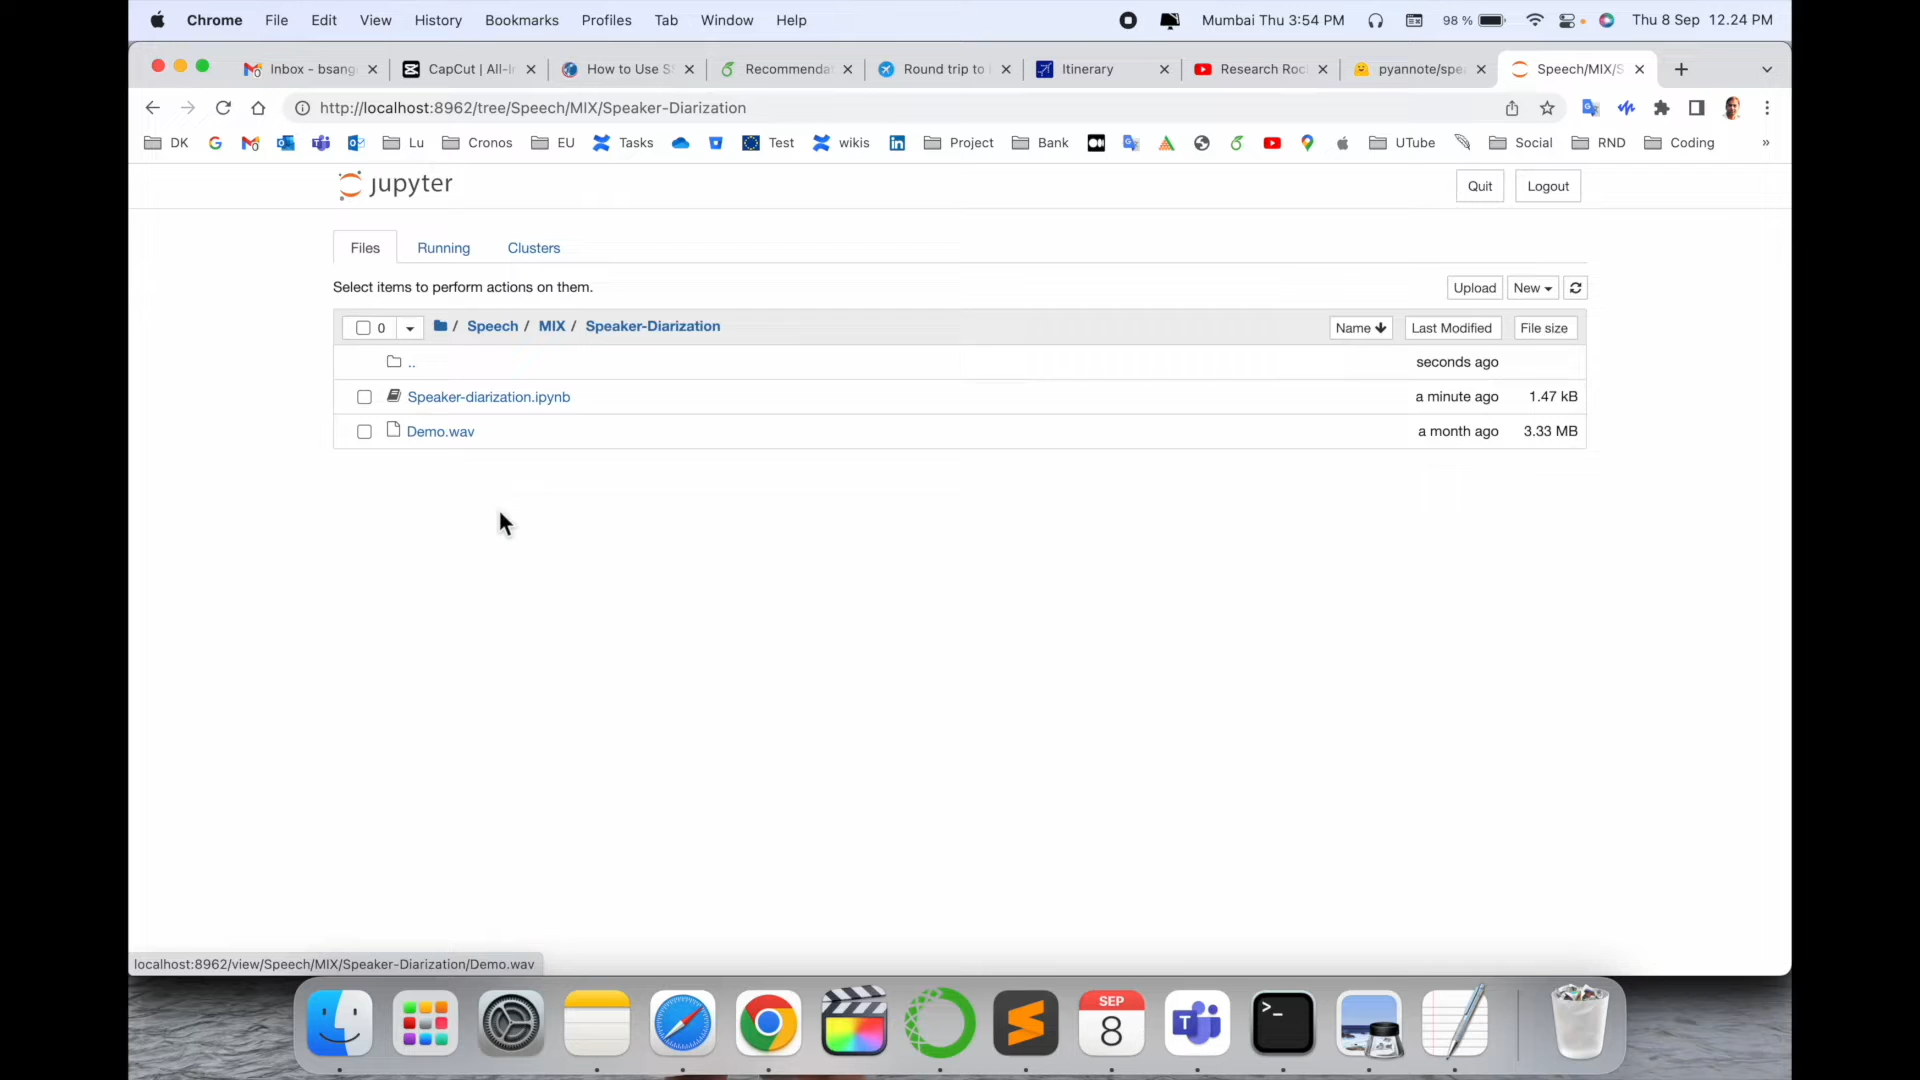 Chrome File Edit View History Bookmarks Profiles Tab Window Help Mumbai Thu 3:54 PM 98 % Thu 8 Sep 12.24 PM
Inbox - bsang CapCut | All-I How to Use S Recommenda Round trip to Itinerary Research Roc pyannote/spe Speech/MIX/S
http://localhost:8962/tree/Speech/MIX/Speaker-Diarization
DK Lu Cronos EU Tasks Test wikis Project Bank UTube Social RND Coding »
jupyter Quit Logout
Files Running Clusters
Select items to perform actions on them. Upload New
0 / Speech / MIX / Speaker-Diarization Name Last Modified File size
.. seconds ago
Speaker-diarization.ipynb a minute ago 1.47 kB
Demo.wav a month ago 3.33 MB
localhost:8962/view/Speech/MIX/Speaker-Diarization/Demo.wav
SEP
8
T
>_